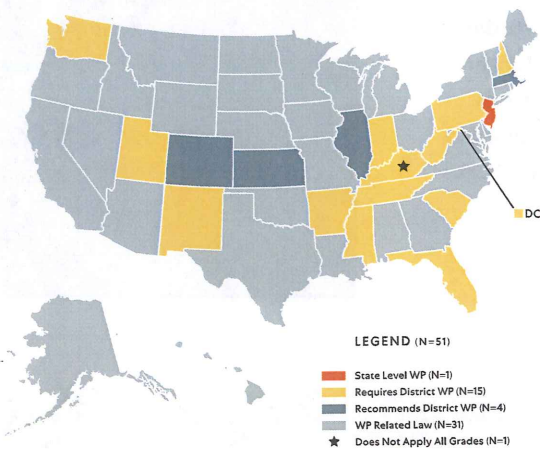 DC
LEGEND (N=51)
State Level WP (N=1)
Requires District WP (N=15)
Recommends District WP (N=4)
WP Related Law (N=31)
Does Not Apply All Grades (N=1)